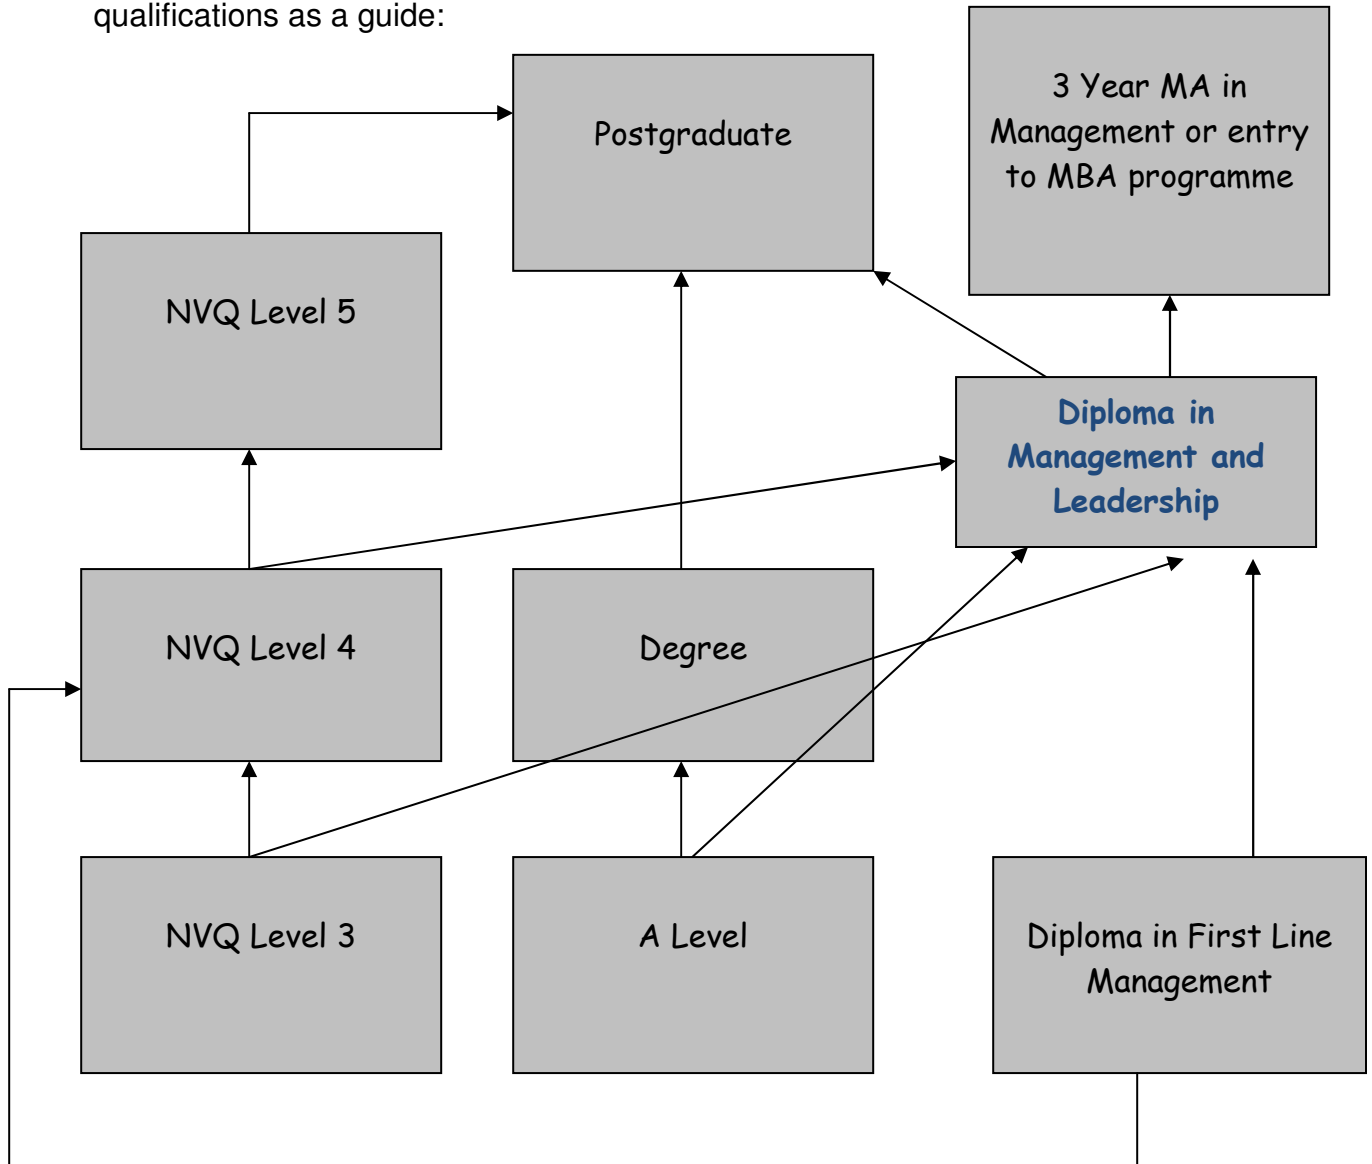 qualifications as a guide:
3 Year MA in
Management or entry
to MBA programme
Postgraduate
NVQ Level 5
Diploma in
Management and
Leadership
NVQ Level 4
Degree
NVQ Level 3
A Level
Diploma in First Line
Management